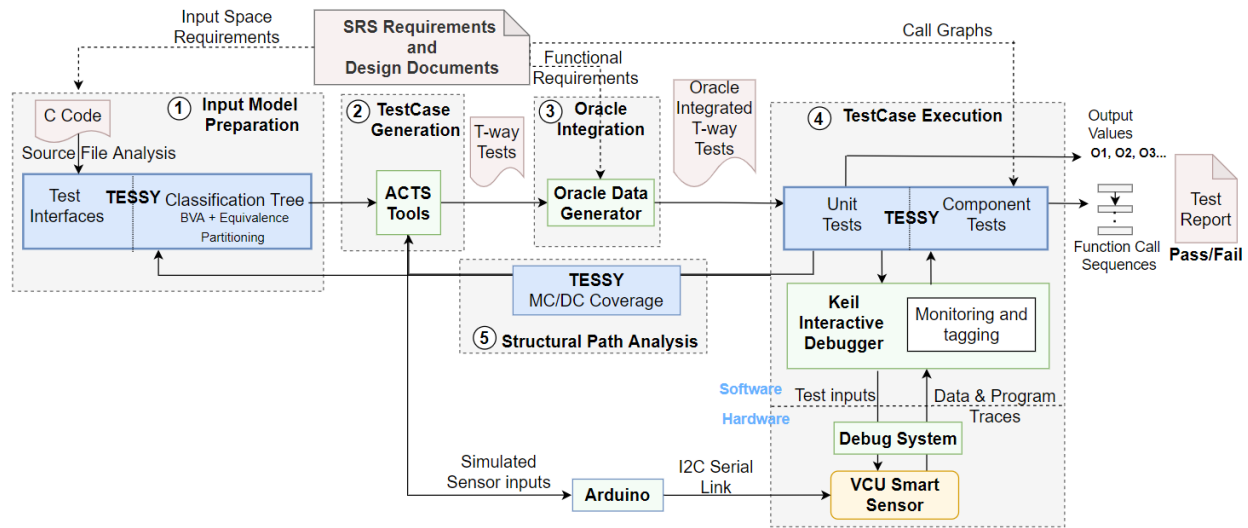 Input Space
Requirements
SRS Requirements
and
Design Documents
Call Graphs
Functional
Requirements
C Code
1
Input Model
Preparation
Source File Analysis
Test
Interfaces
TESSY
Classification Tree
BVA + Equivalence
Partitioning
2
TestCase
Generation
T-way
Tests
ACTS
Tools
3
Oracle
Integration
Oracle Data
Generator
Oracle
Integrated
T-way
Tests
4
TestCase Execution
Unit
Tests
TESSY
Component
Tests
Output
Values
O1, O2, O3...
Function Call
Sequences
Test
Report
Pass/Fail
TESSY
MC/DC Coverage
5
Structural Path Analysis
Keil
Interactive
Debugger
Monitoring and
tagging
Software
Hardware
Test inputs
Data & Program
Traces
Debug System
VCU Smart
Sensor
Simulated
Sensor inputs
Arduino
I2C Serial
Link